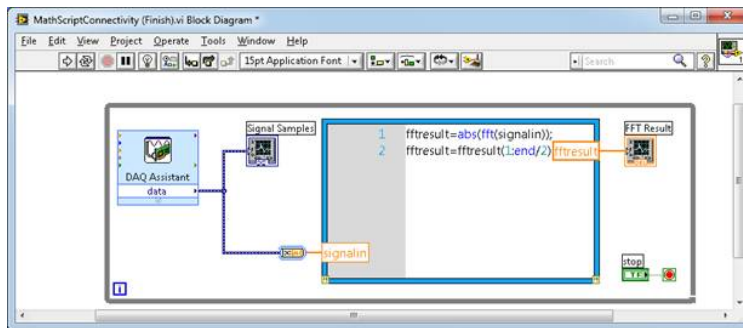 MathScriptConnectivity (Finish).vi Block Diagram *
File Edit View Project Operate Tools Window Help
15pt Application Font
Search
Signal Samples
DAQ Assistant
data
signalin
1 fftresult=abs(fft(signalin));
2 fftresult=fftresult(1:end/2)
fftresult
FFT Result
stop
TF
i